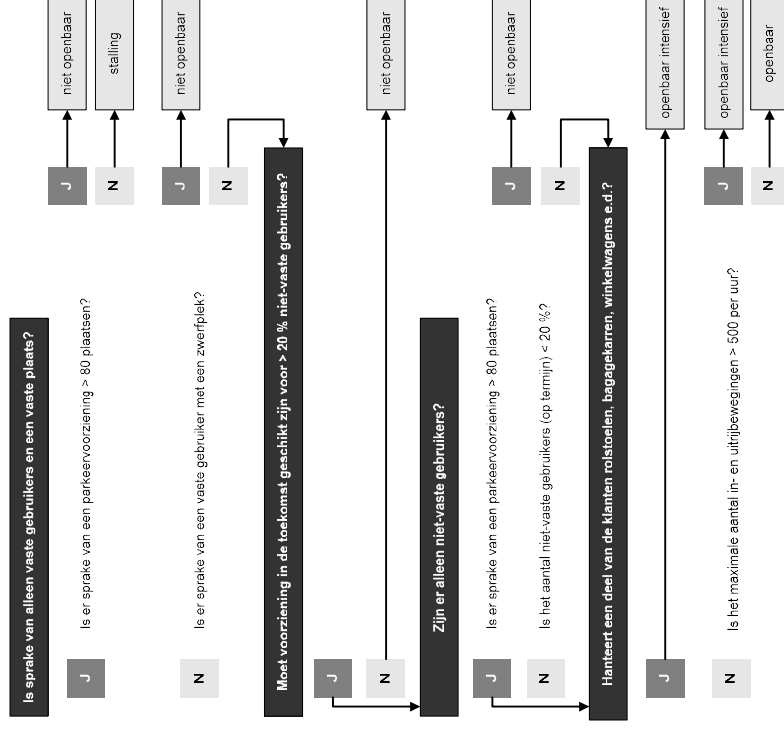 Is sprake van alleen vaste gebruikers en een vaste plaats?
J
Is er sprake van een parkeervoorziening > 80 plaatsen?
J
niet openbaar
N
stalling
N
Is er sprake van een vaste gebruiker met een zwerfplek?
J
niet openbaar
N
Moet voorziening in de toekomst geschikt zijn voor > 20 % niet-vaste gebruikers?
J
N
niet openbaar
Zijn er alleen niet-vaste gebruikers?
J
Is er sprake van een parkeervoorziening > 80 plaatsen?
J
niet openbaar
N
Is het aantal niet-vaste gebruikers (op termijn) < 20 %?
N
Hanteert een deel van de klanten rolstoelen, bagagekarren, winkelwagens e.d.?
J
openbaar intensief
N
Is het maximale aantal in- en uitrijbewegingen > 500 per uur?
J
openbaar intensief
N
openbaar